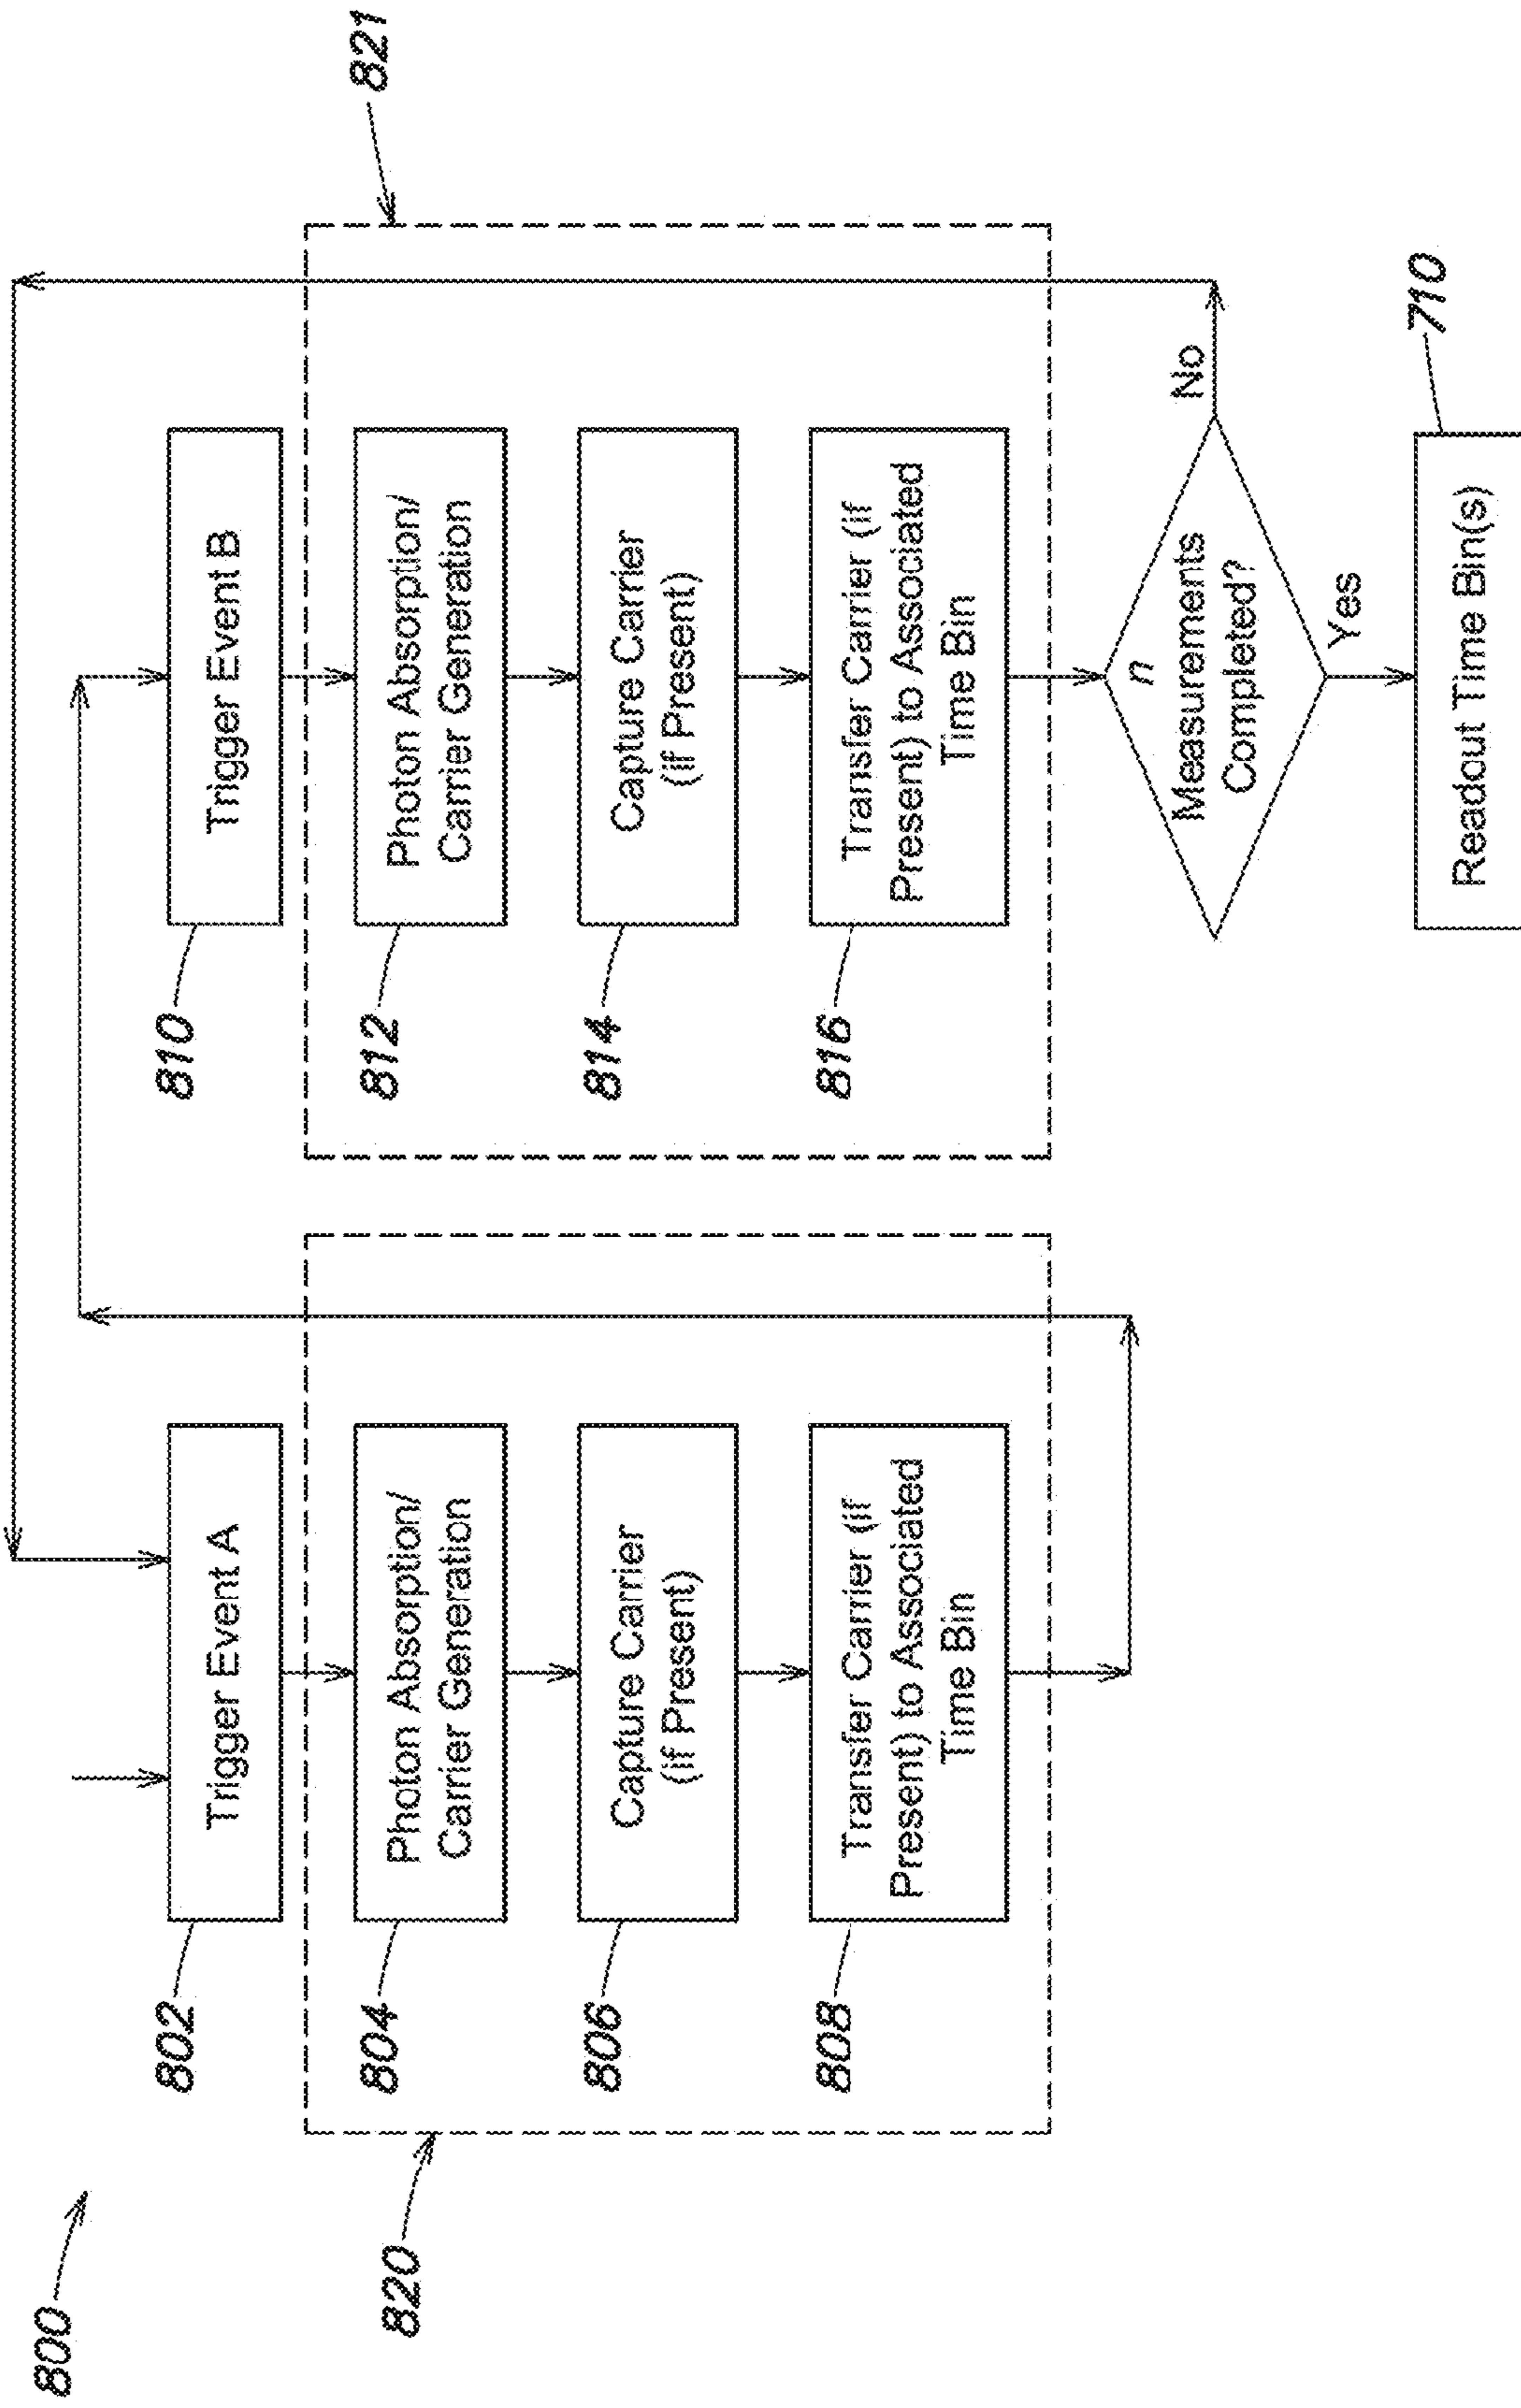 800
802
Trigger Event A
820
804
Photon Absorption/
Carrier Generation
806
Capture Carrier
(if Present)
808
Transfer Carrier (if
Present) to Associated
Time Bin
810
Trigger Event B
821
812
Photon Absorption/
Carrier Generation
814
Capture Carrier
(if Present)
816
Transfer Carrier (if
Present) to Associated
Time Bin
n
Measurements
Completed?
No
Yes
710
Readout Time Bin(s)